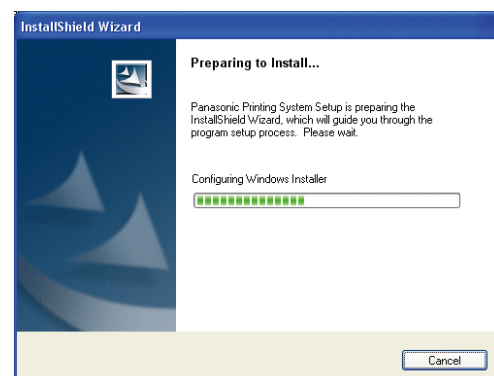 InstallShield Wizard
Preparing to Install...
Panasonic Printing System Setup is preparing the
InstallShield Wizard, which will guide you through the
program setup process. Please wait.
Configuring Windows Installer
Cancel